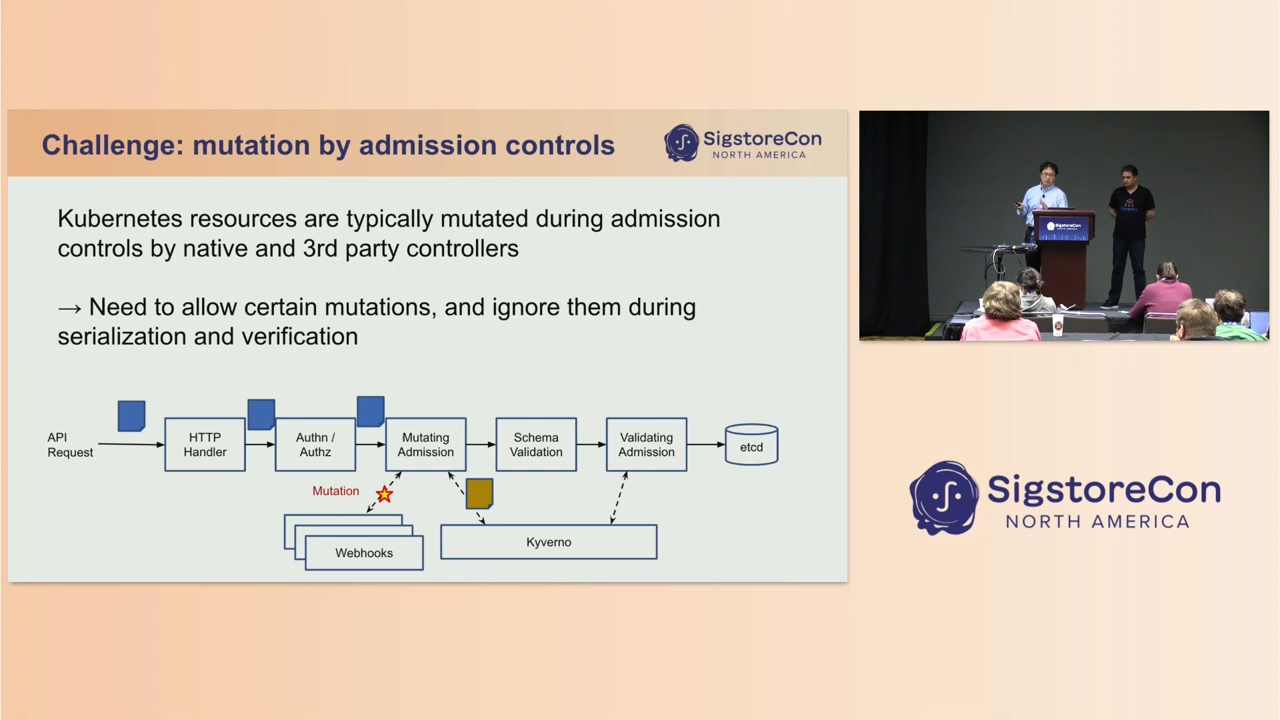 Challenge: mutation by admission controls
SigstoreCon
NORTH AMERICA
Kubernetes resources are typically mutated during admission
controls by native and 3rd party controllers
→ Need to allow certain mutations, and ignore them during
serialization and verification
API
Request
HTTP
Handler
Authn /
Authz
Mutating
Admission
Schema
Validation
Validating
Admission
etcd
Mutation
Webhooks
Kyverno
SigstoreCon
SigstoreCon
NORTH AMERICA